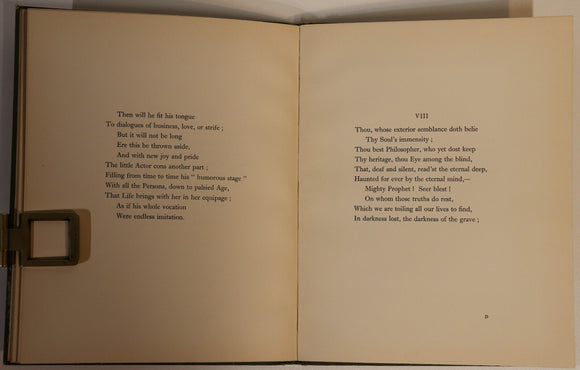 Then will he fit his tongue
To dialogues of business, love, or strife ;
But it will not be long
Ere this be thrown aside,
And with new joy and pride
The little Actor cons another part ;
Filling from time to time his “ humorous stage ”
With all the Persons, down to palsied Age,
That Life brings with her in her equipage ;
As if his whole vocation
Were endless imitation.
VIII
Thou, whose exterior semblance doth belie
Thy Soul's immensity ;
Thou best Philosopher, who yet dost keep
Thy heritage, thou Eye among the blind,
That, deaf and silent, read'st the eternal deep,
Haunted for ever by the eternal mind,—
Mighty Prophet ! Seer blest !
On whom those truths do rest,
Which we are toiling all our lives to find,
In darkness lost, the darkness of the grave ;
D